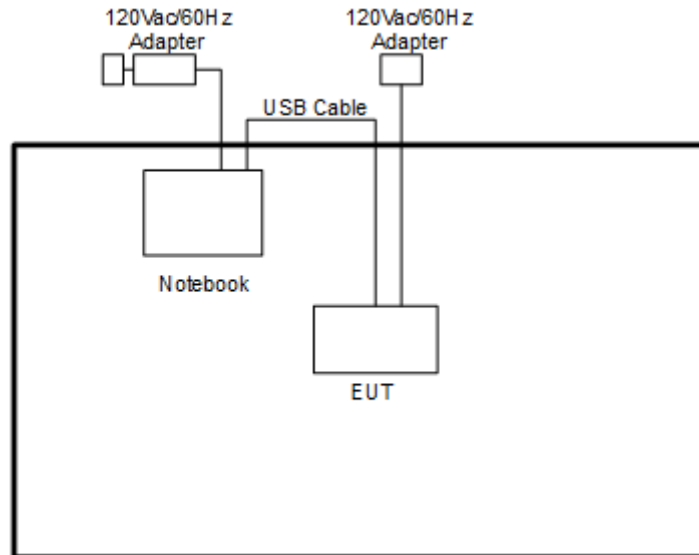 120Vac/60Hz
Adapter
120Vac/60Hz
Adapter
USB Cable
Notebook
EUT